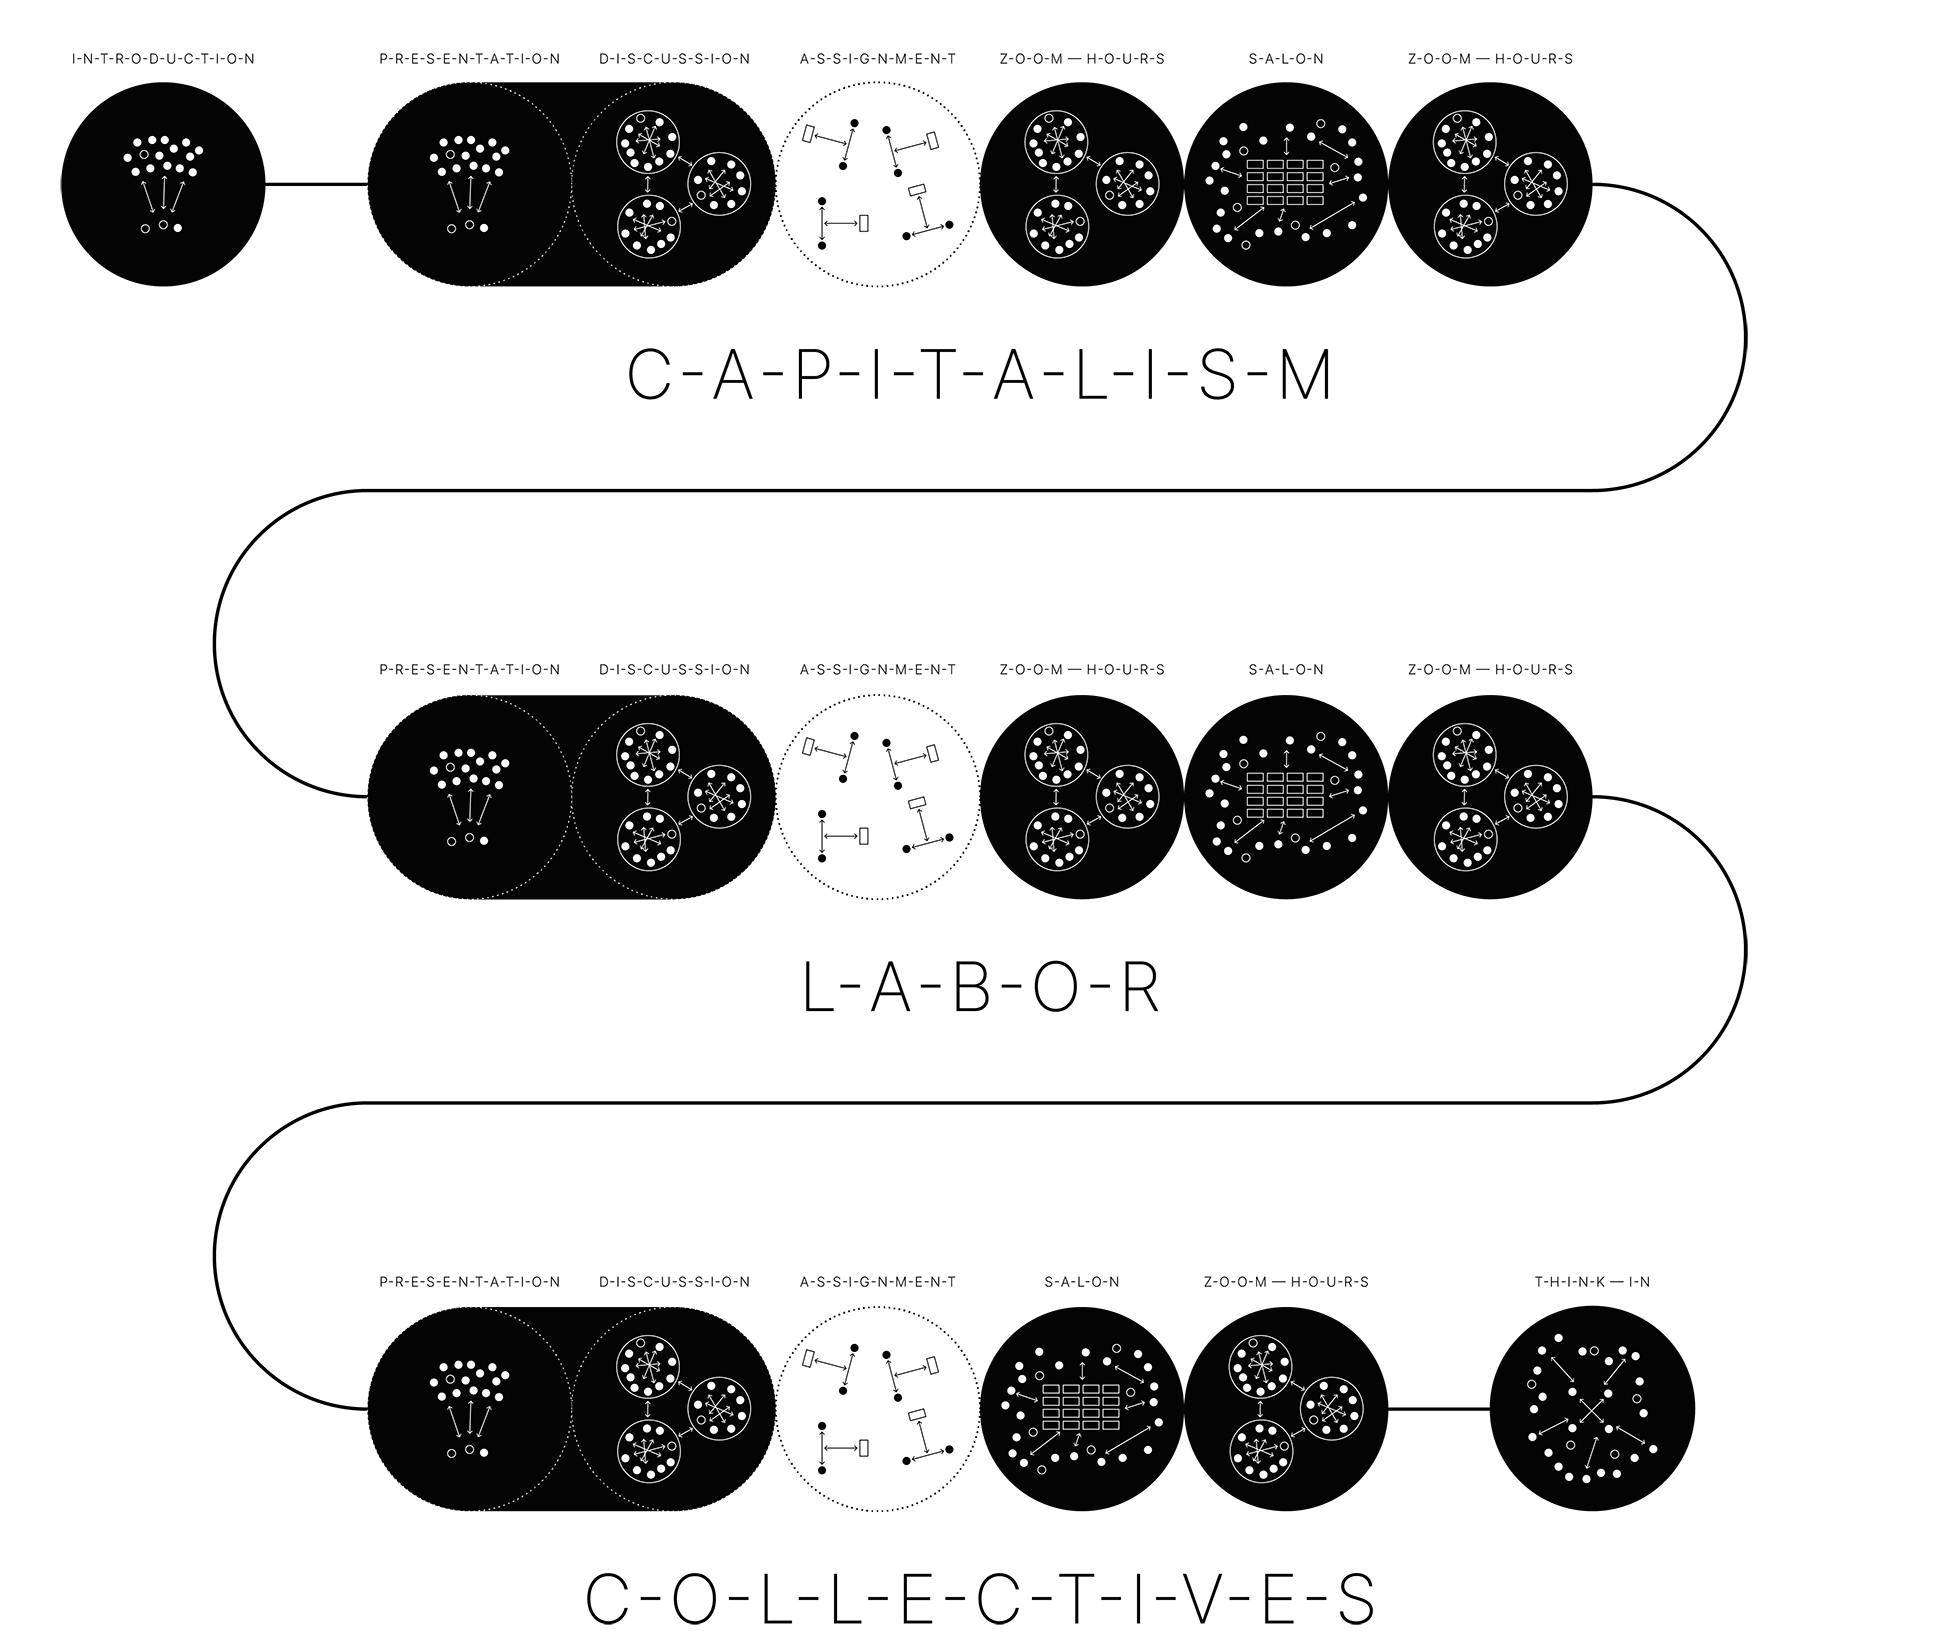 I-N-T-R-O-D-U-C-T-I-O-N P-R-E-S-E-N-T-A-T-I-O-N D-I-S-C-U-S-S-I-O-N A-S-S-I-G-N-M-E-N-T Z-O-O-M — H-O-U-R-S S-A-L-O-N Z-O-O-M — H-O-U-R-S
C-A-P-I-T-A-L-I-S-M
P-R-E-S-E-N-T-A-T-I-O-N D-I-S-C-U-S-S-I-O-N A-S-S-I-G-N-M-E-N-T Z-O-O-M — H-O-U-R-S S-A-L-O-N Z-O-O-M — H-O-U-R-S
L-A-B-O-R
P-R-E-S-E-N-T-A-T-I-O-N D-I-S-C-U-S-S-I-O-N A-S-S-I-G-N-M-E-N-T S-A-L-O-N Z-O-O-M — H-O-U-R-S T-H-I-N-K — I-N
C-O-L-L-E-C-T-I-V-E-S